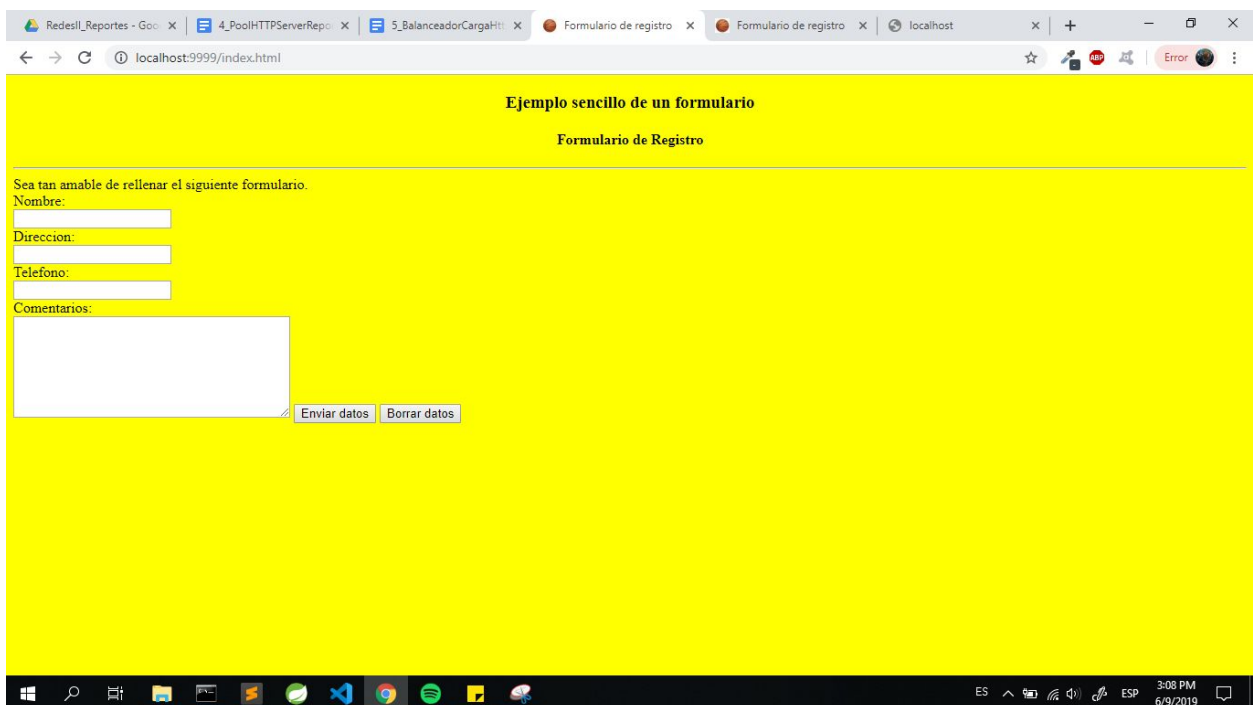 RedesII_Reportes - Goo
4_PoolHTTPServerRepo
5_BalanceadorCargaHtt
Formulario de registro
Formulario de registro
localhost
localhost:9999/index.html
ABP
Error
Ejemplo sencillo de un formulario
Formulario de Registro
Sea tan amable de rellenar el siguiente formulario.
Nombre:
Direccion:
Telefono:
Comentarios:
Enviar datos
Borrar datos
ES
ESP
3:08 PM
6/9/2019